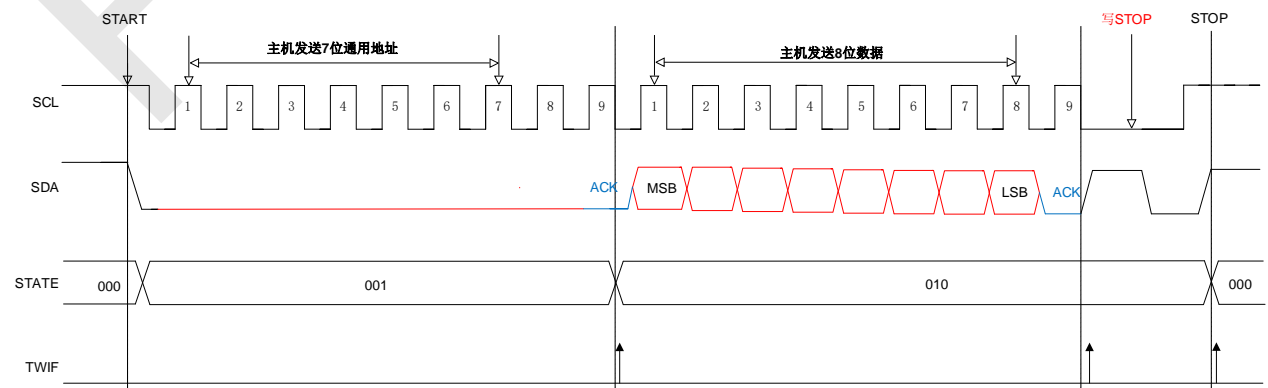 START 写STOP STOP
主机发送7位通用地址 主机发送8位数据
SCL 1 2 3 4 5 6 7 8 9 1 2 3 4 5 6 7 8 9
SDA ACK MSB LSB ACK
STATE 000 001 010 000
TWIF